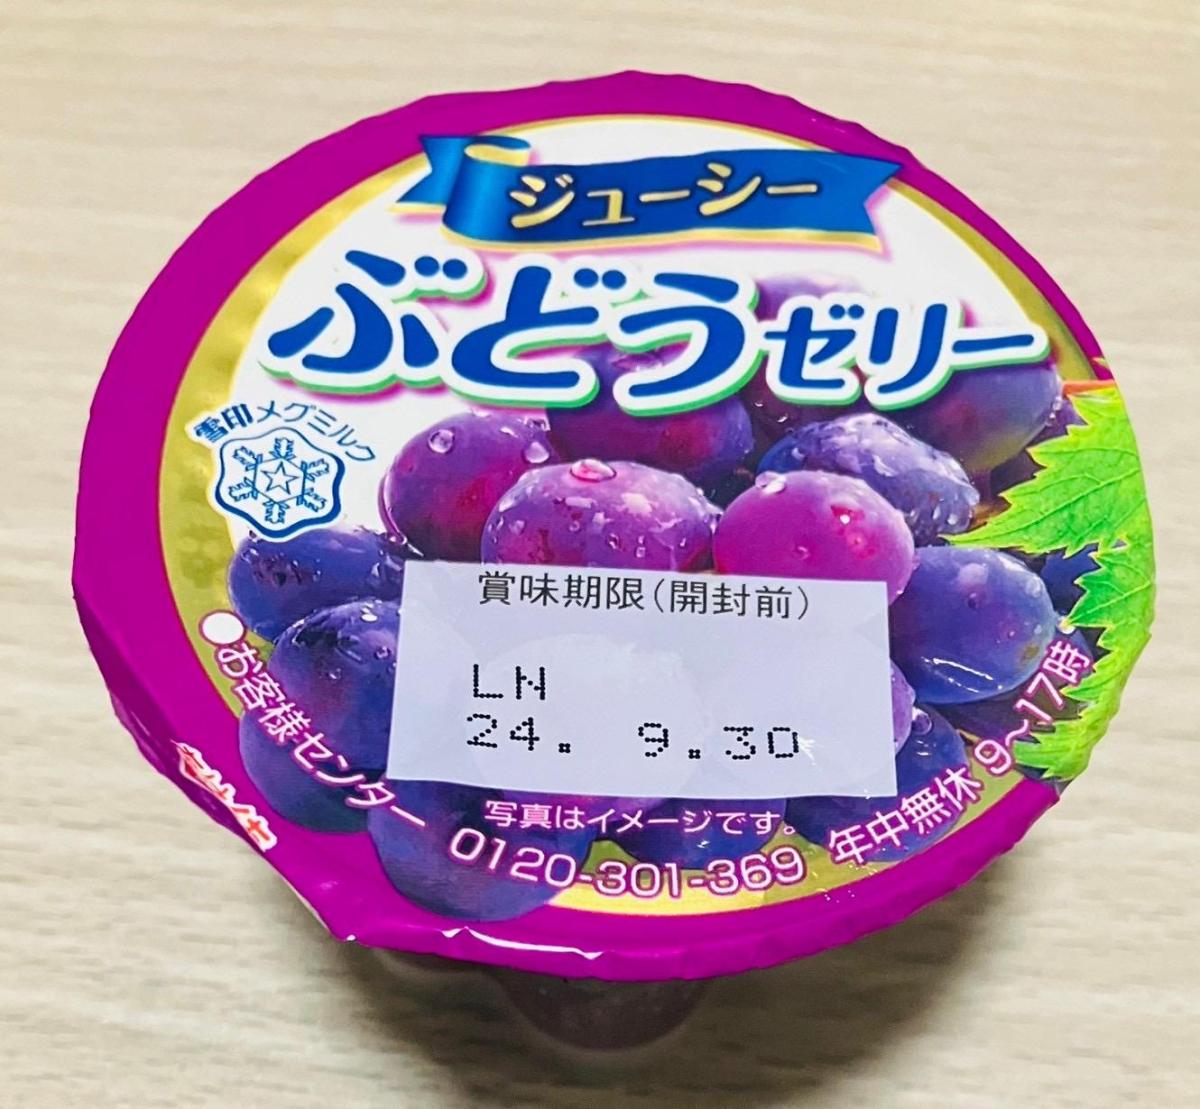 ジューシー
ぶどうゼリー
雪印メグミルク
賞味期限(開封前)
LN
24. 9.30
写真はイメージです。
●お客様センター 0120-301-369 年中無休 9~17時